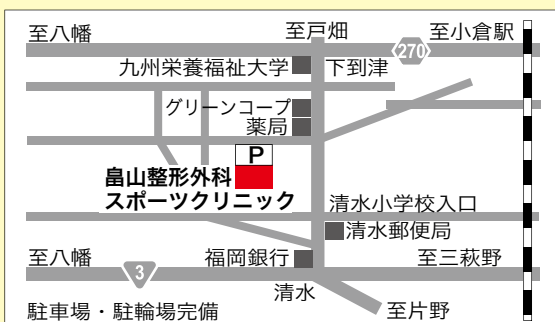 至八幡
至戸畑
至小倉駅
270
九州栄養福祉大学
下到津
グリーンコープ
薬局
P
畠山整形外科
スポーツクリニック
清水小学校入口
清水郵便局
至八幡
3
福岡銀行
至三萩野
清水
駐車場・駐輪場完備
至片野